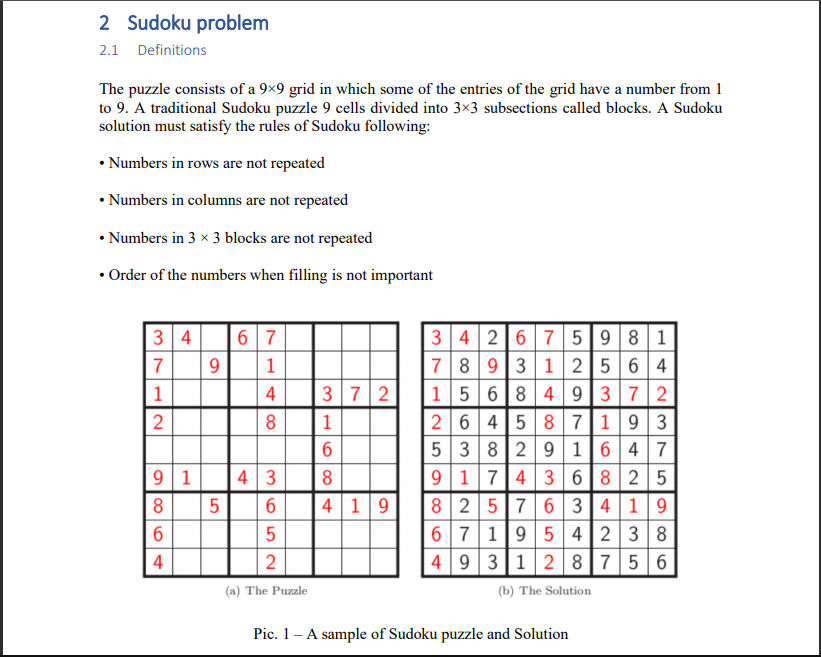 2 Sudoku problem
2.1 Definitions
The puzzle consists of a 9×9 grid in which some of the entries of the grid have a number from 1
to 9. A traditional Sudoku puzzle 9 cells divided into 3×3 subsections called blocks. A Sudoku
solution must satisfy the rules of Sudoku following:
• Numbers in rows are not repeated
• Numbers in columns are not repeated
• Numbers in 3 × 3 blocks are not repeated
• Order of the numbers when filling is not important
3 4 6 7
7 9 1
1 4 3 7 2
2 8 1
6
9 1 4 3 8
8 5 6 4 1 9
6 5
4 2
(a) The Puzzle
3 4 2 6 7 5 9 8 1
7 8 9 3 1 2 5 6 4
1 5 6 8 4 9 3 7 2
2 6 4 5 8 7 1 9 3
5 3 8 2 9 1 6 4 7
9 1 7 4 3 6 8 2 5
8 2 5 7 6 3 4 1 9
6 7 1 9 5 4 2 3 8
4 9 3 1 2 8 7 5 6
(b) The Solution
Pic. 1 – A sample of Sudoku puzzle and Solution